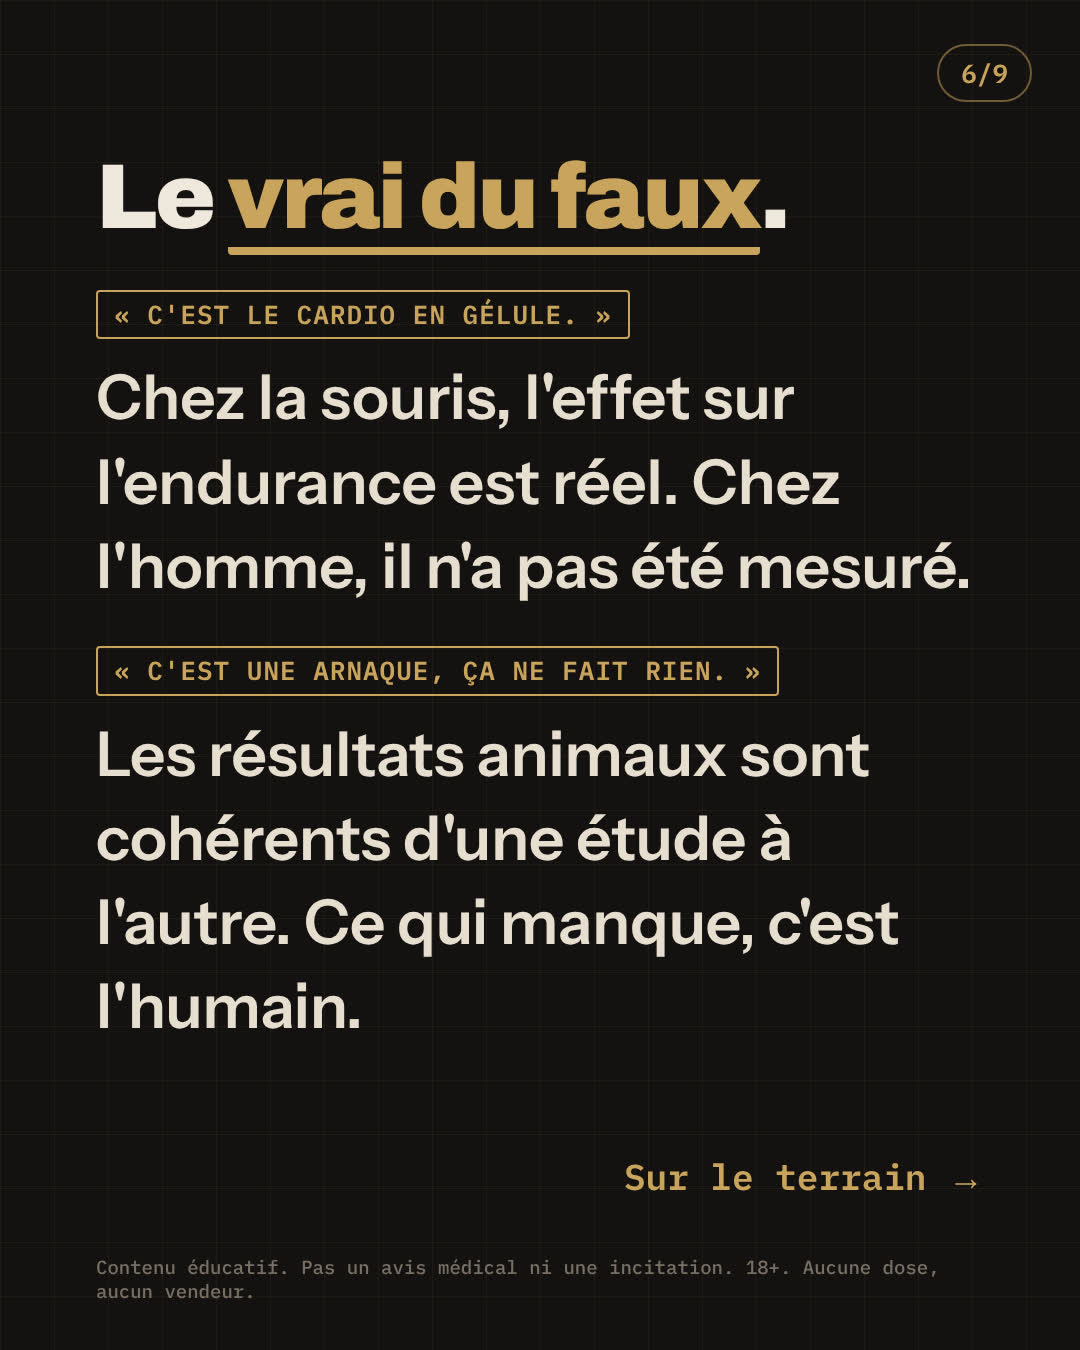 6/9
Le vrai du faux.
« C'EST LE CARDIO EN GÉLULE. »
Chez la souris, l'effet sur
l'endurance est réel. Chez
l'homme, il n'a pas été mesuré.
« C'EST UNE ARNAQUE, ÇA NE FAIT RIEN. »
Les résultats animaux sont
cohérents d'une étude à
l'autre. Ce qui manque, c'est
l'humain.
Sur le terrain →
Contenu éducatif. Pas un avis médical ni une incitation. 18+. Aucune dose,
aucun vendeur.